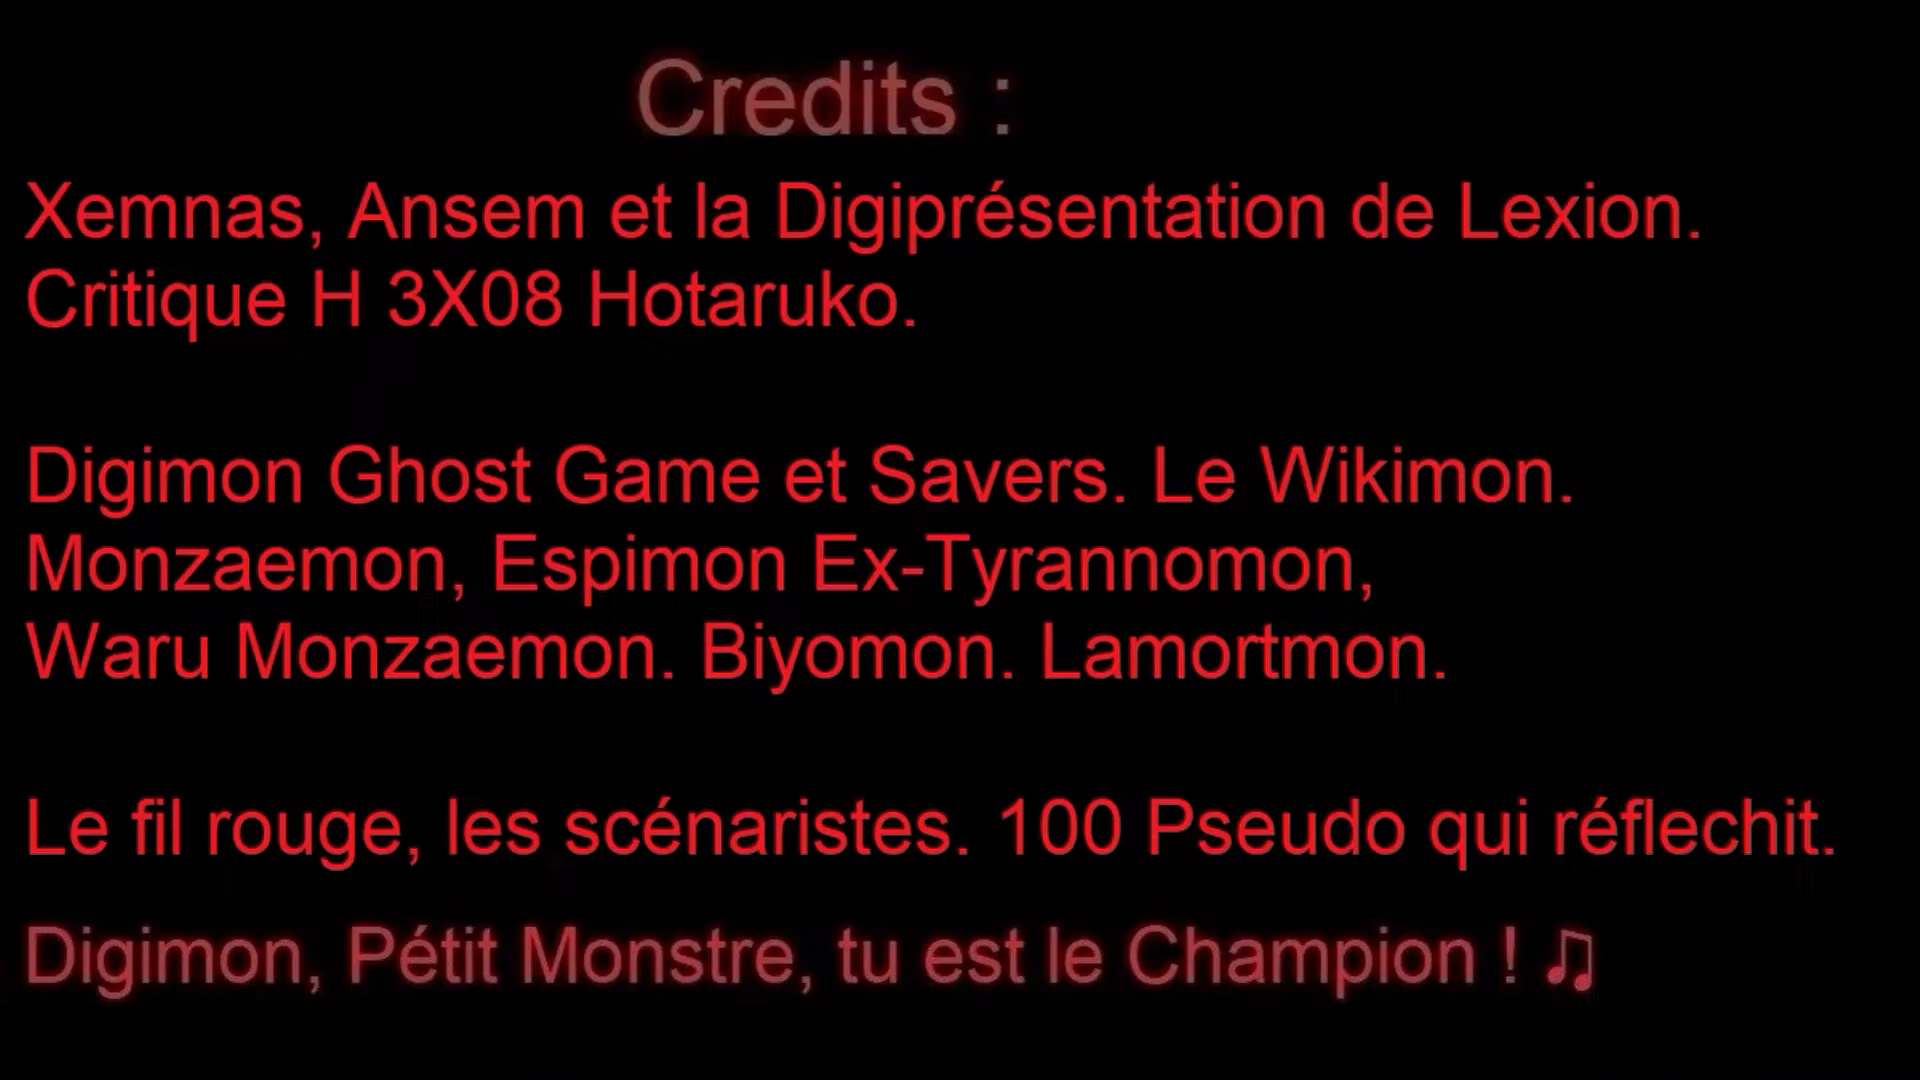 Credits :
Xemnas, Ansem et la Digiprésentation de Lexion.
Critique H 3X08 Hotaruko.
Digimon Ghost Game et Savers. Le Wikimon.
Monzaemon, Espimon Ex-Tyrannomon,
Waru Monzaemon. Biyomon. Lamortmon.
Le fil rouge, les scénaristes. 100 Pseudo qui réflechit.
Digimon, Pétit Monstre, tu est le Champion ! ♫